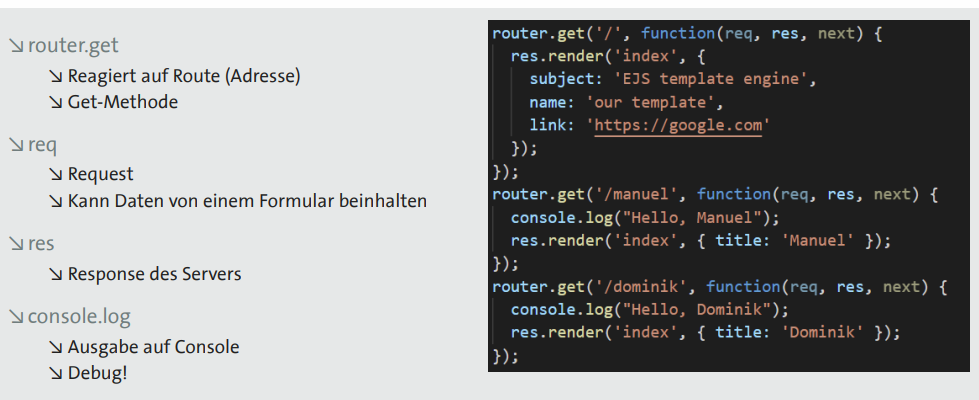 ↘ router.get
↘ Reagiert auf Route (Adresse)
↘ Get-Methode
↘ req
↘ Request
↘ Kann Daten von einem Formular beinhalten
↘ res
↘ Response des Servers
↘ console.log
↘ Ausgabe auf Console
↘ Debug!
router.get('/', function(req, res, next) {
  res.render('index', {
    subject: 'EJS template engine',
    name: 'our template',
    link: 'https://google.com'
  });
});
router.get('/manuel', function(req, res, next) {
  console.log("Hello, Manuel");
  res.render('index', { title: 'Manuel' });
});
router.get('/dominik', function(req, res, next) {
  console.log("Hello, Dominik");
  res.render('index', { title: 'Dominik' });
});